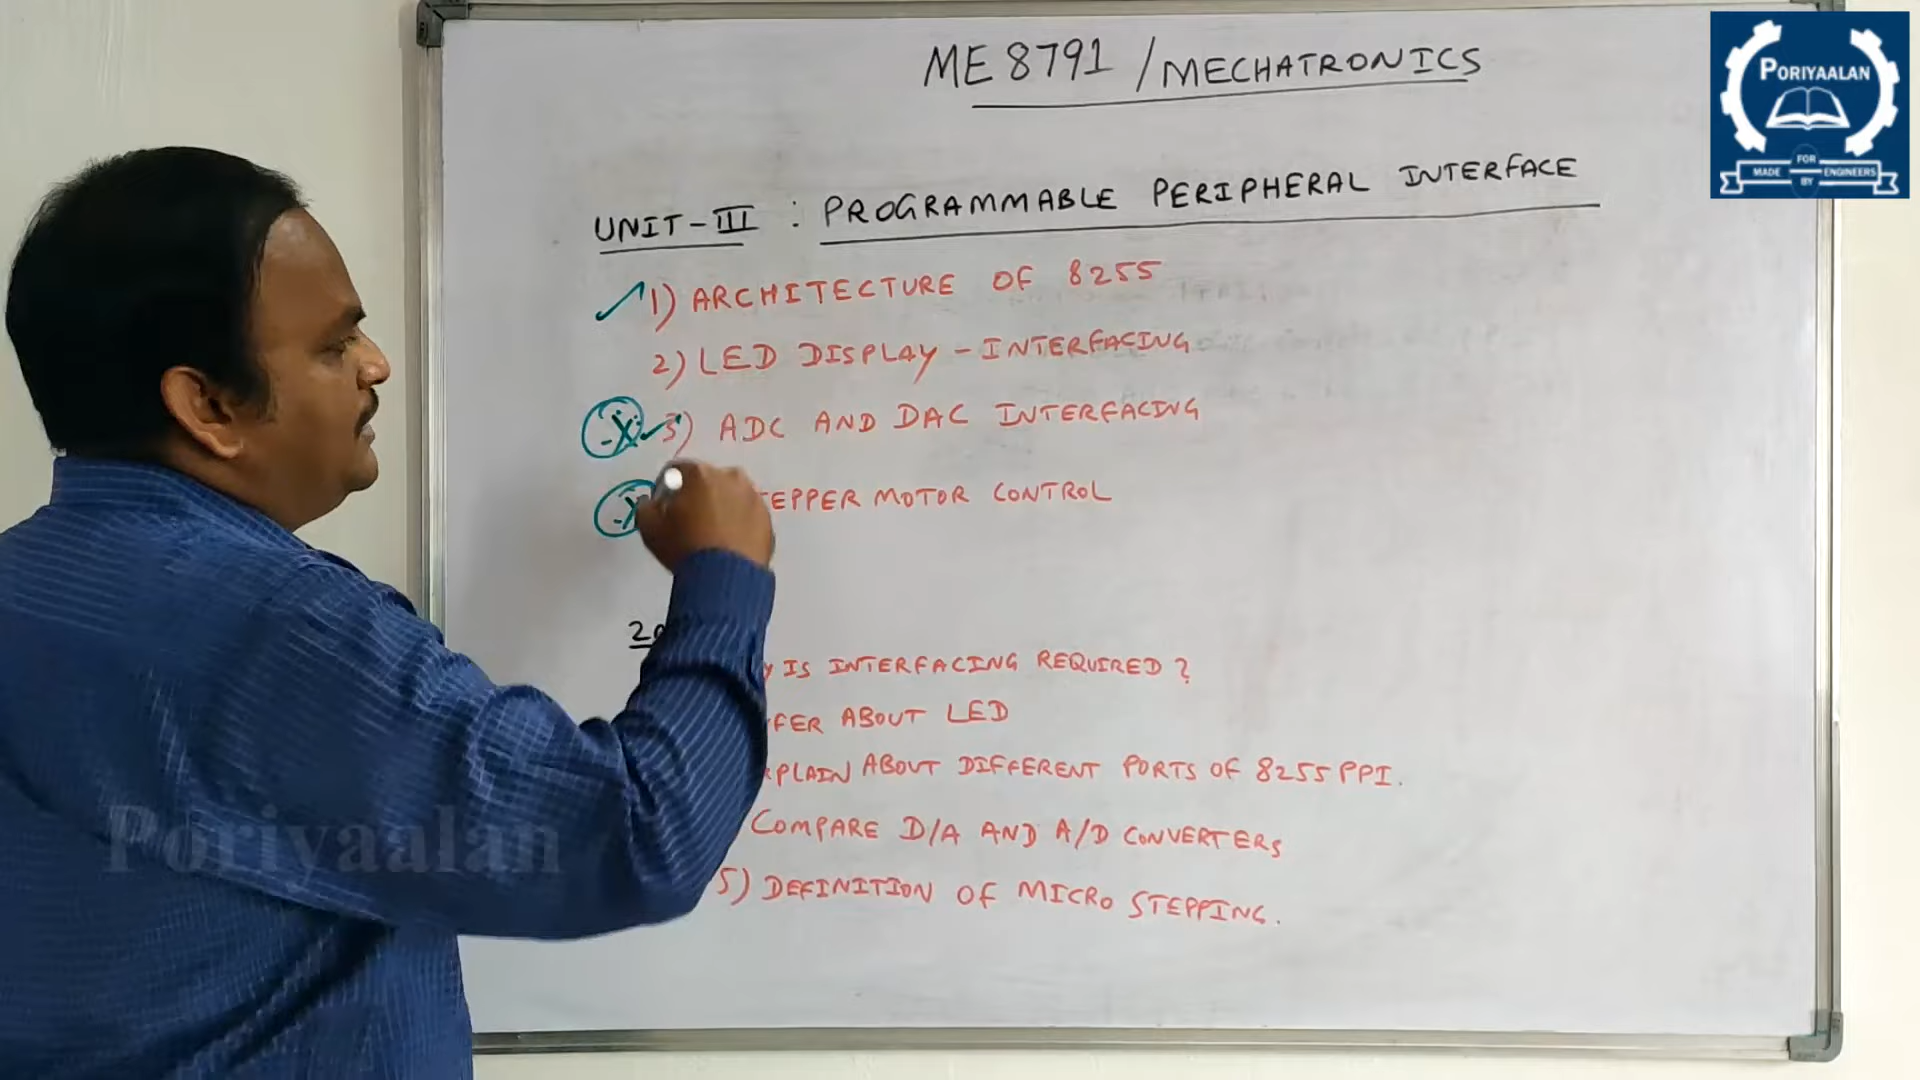 ME 8791 / MECHATRONICS
PORIYAALAN
MADE FOR BY ENGINEERS
UNIT-III : PROGRAMMABLE PERIPHERAL INTERFACE
1) ARCHITECTURE OF 8255
2) LED DISPLAY - INTERFACING
3) ADC AND DAC INTERFACING
TEPPER MOTOR CONTROL
Y IS INTERFACING REQUIRED?
FER ABOUT LED
PLAIN ABOUT DIFFERENT PORTS OF 8255 PPI.
COMPARE D/A AND A/D CONVERTERS
5) DEFINITION OF MICRO STEPPING.
Poriyaalan